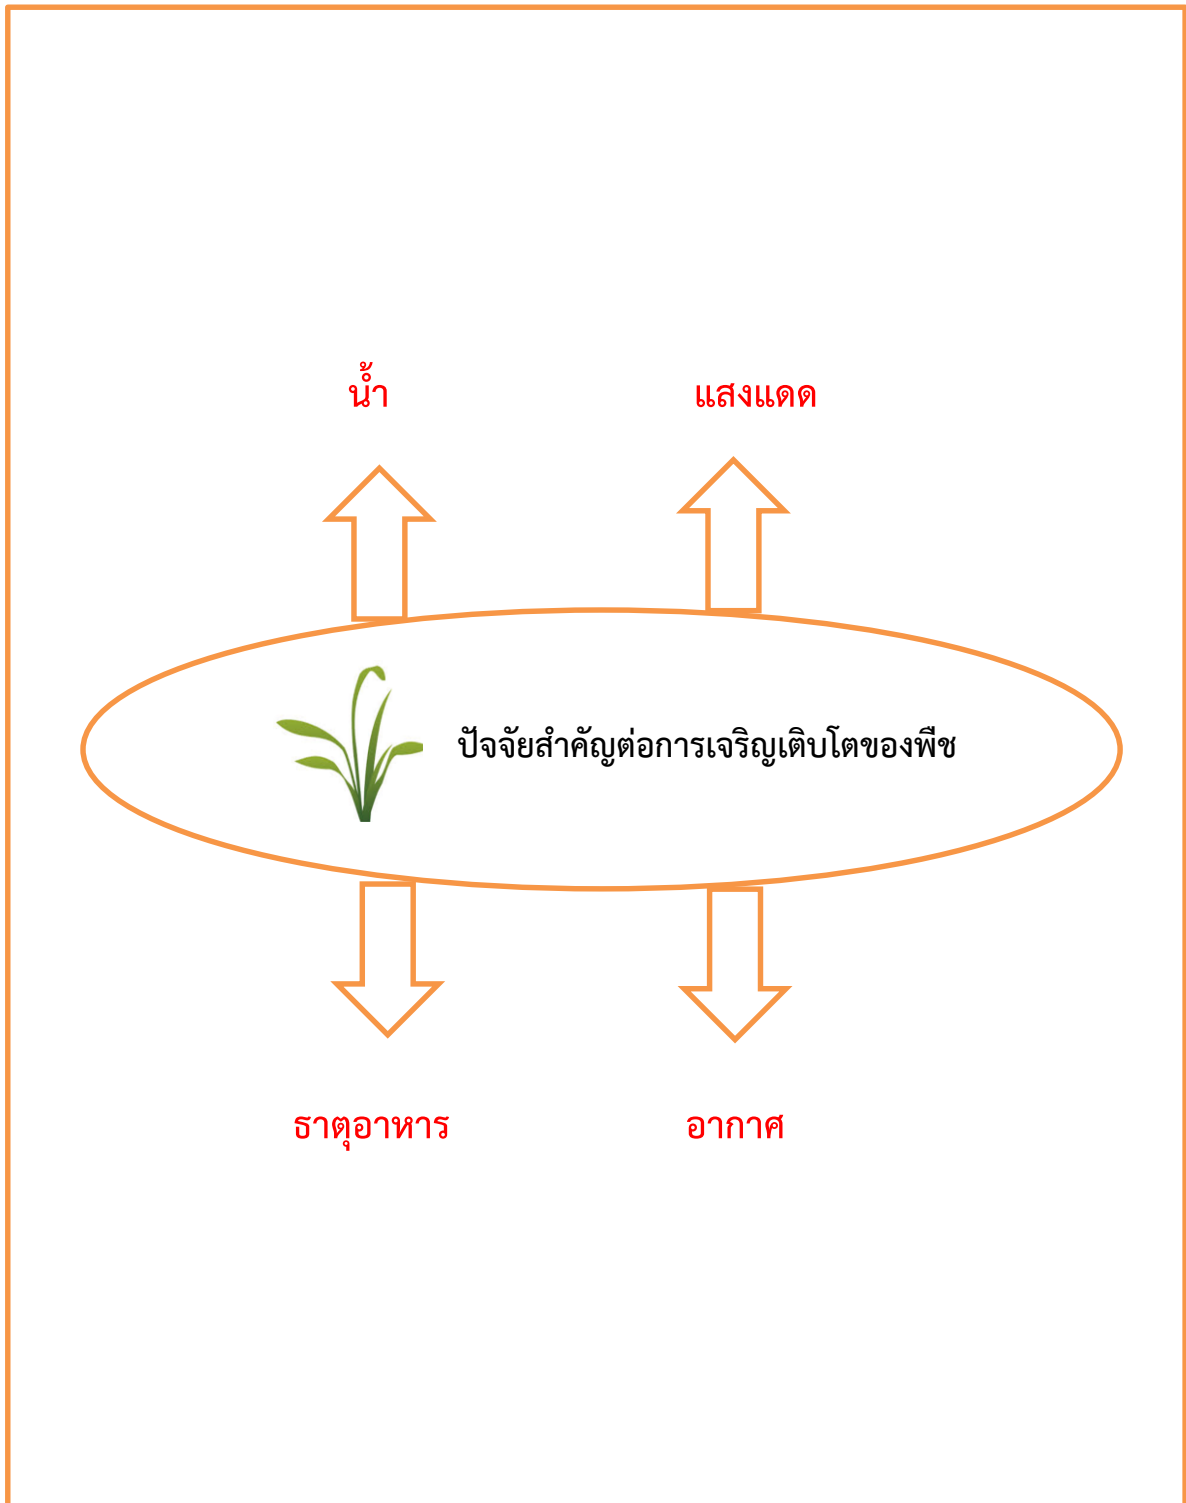 น้ำ
แสงแดด
ปัจจัยสำคัญต่อการเจริญเติบโตของพืช
ธาตุอาหาร
อากาศ